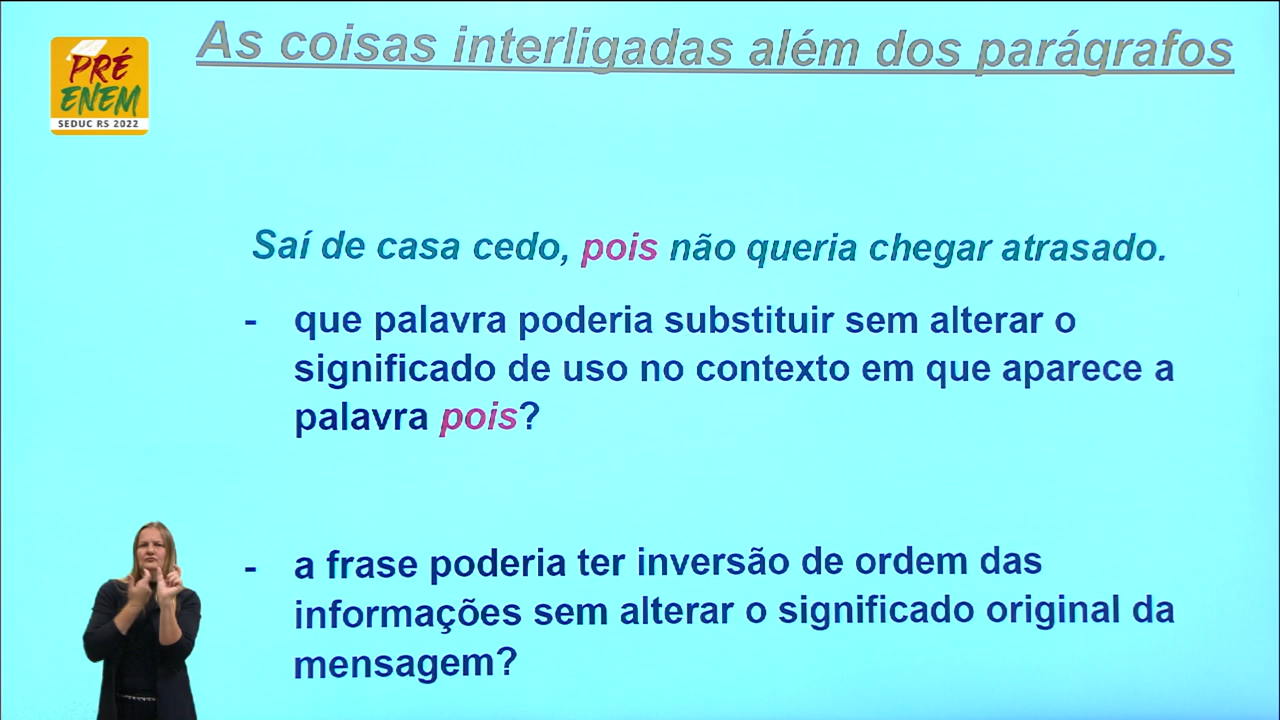 As coisas interligadas além dos parágrafos
PRÉ
ENEM
SEDUC RS 2022
Saí de casa cedo, pois não queria chegar atrasado.
- que palavra poderia substituir sem alterar o
significado de uso no contexto em que aparece a
palavra pois?
- a frase poderia ter inversão de ordem das
informações sem alterar o significado original da
mensagem?